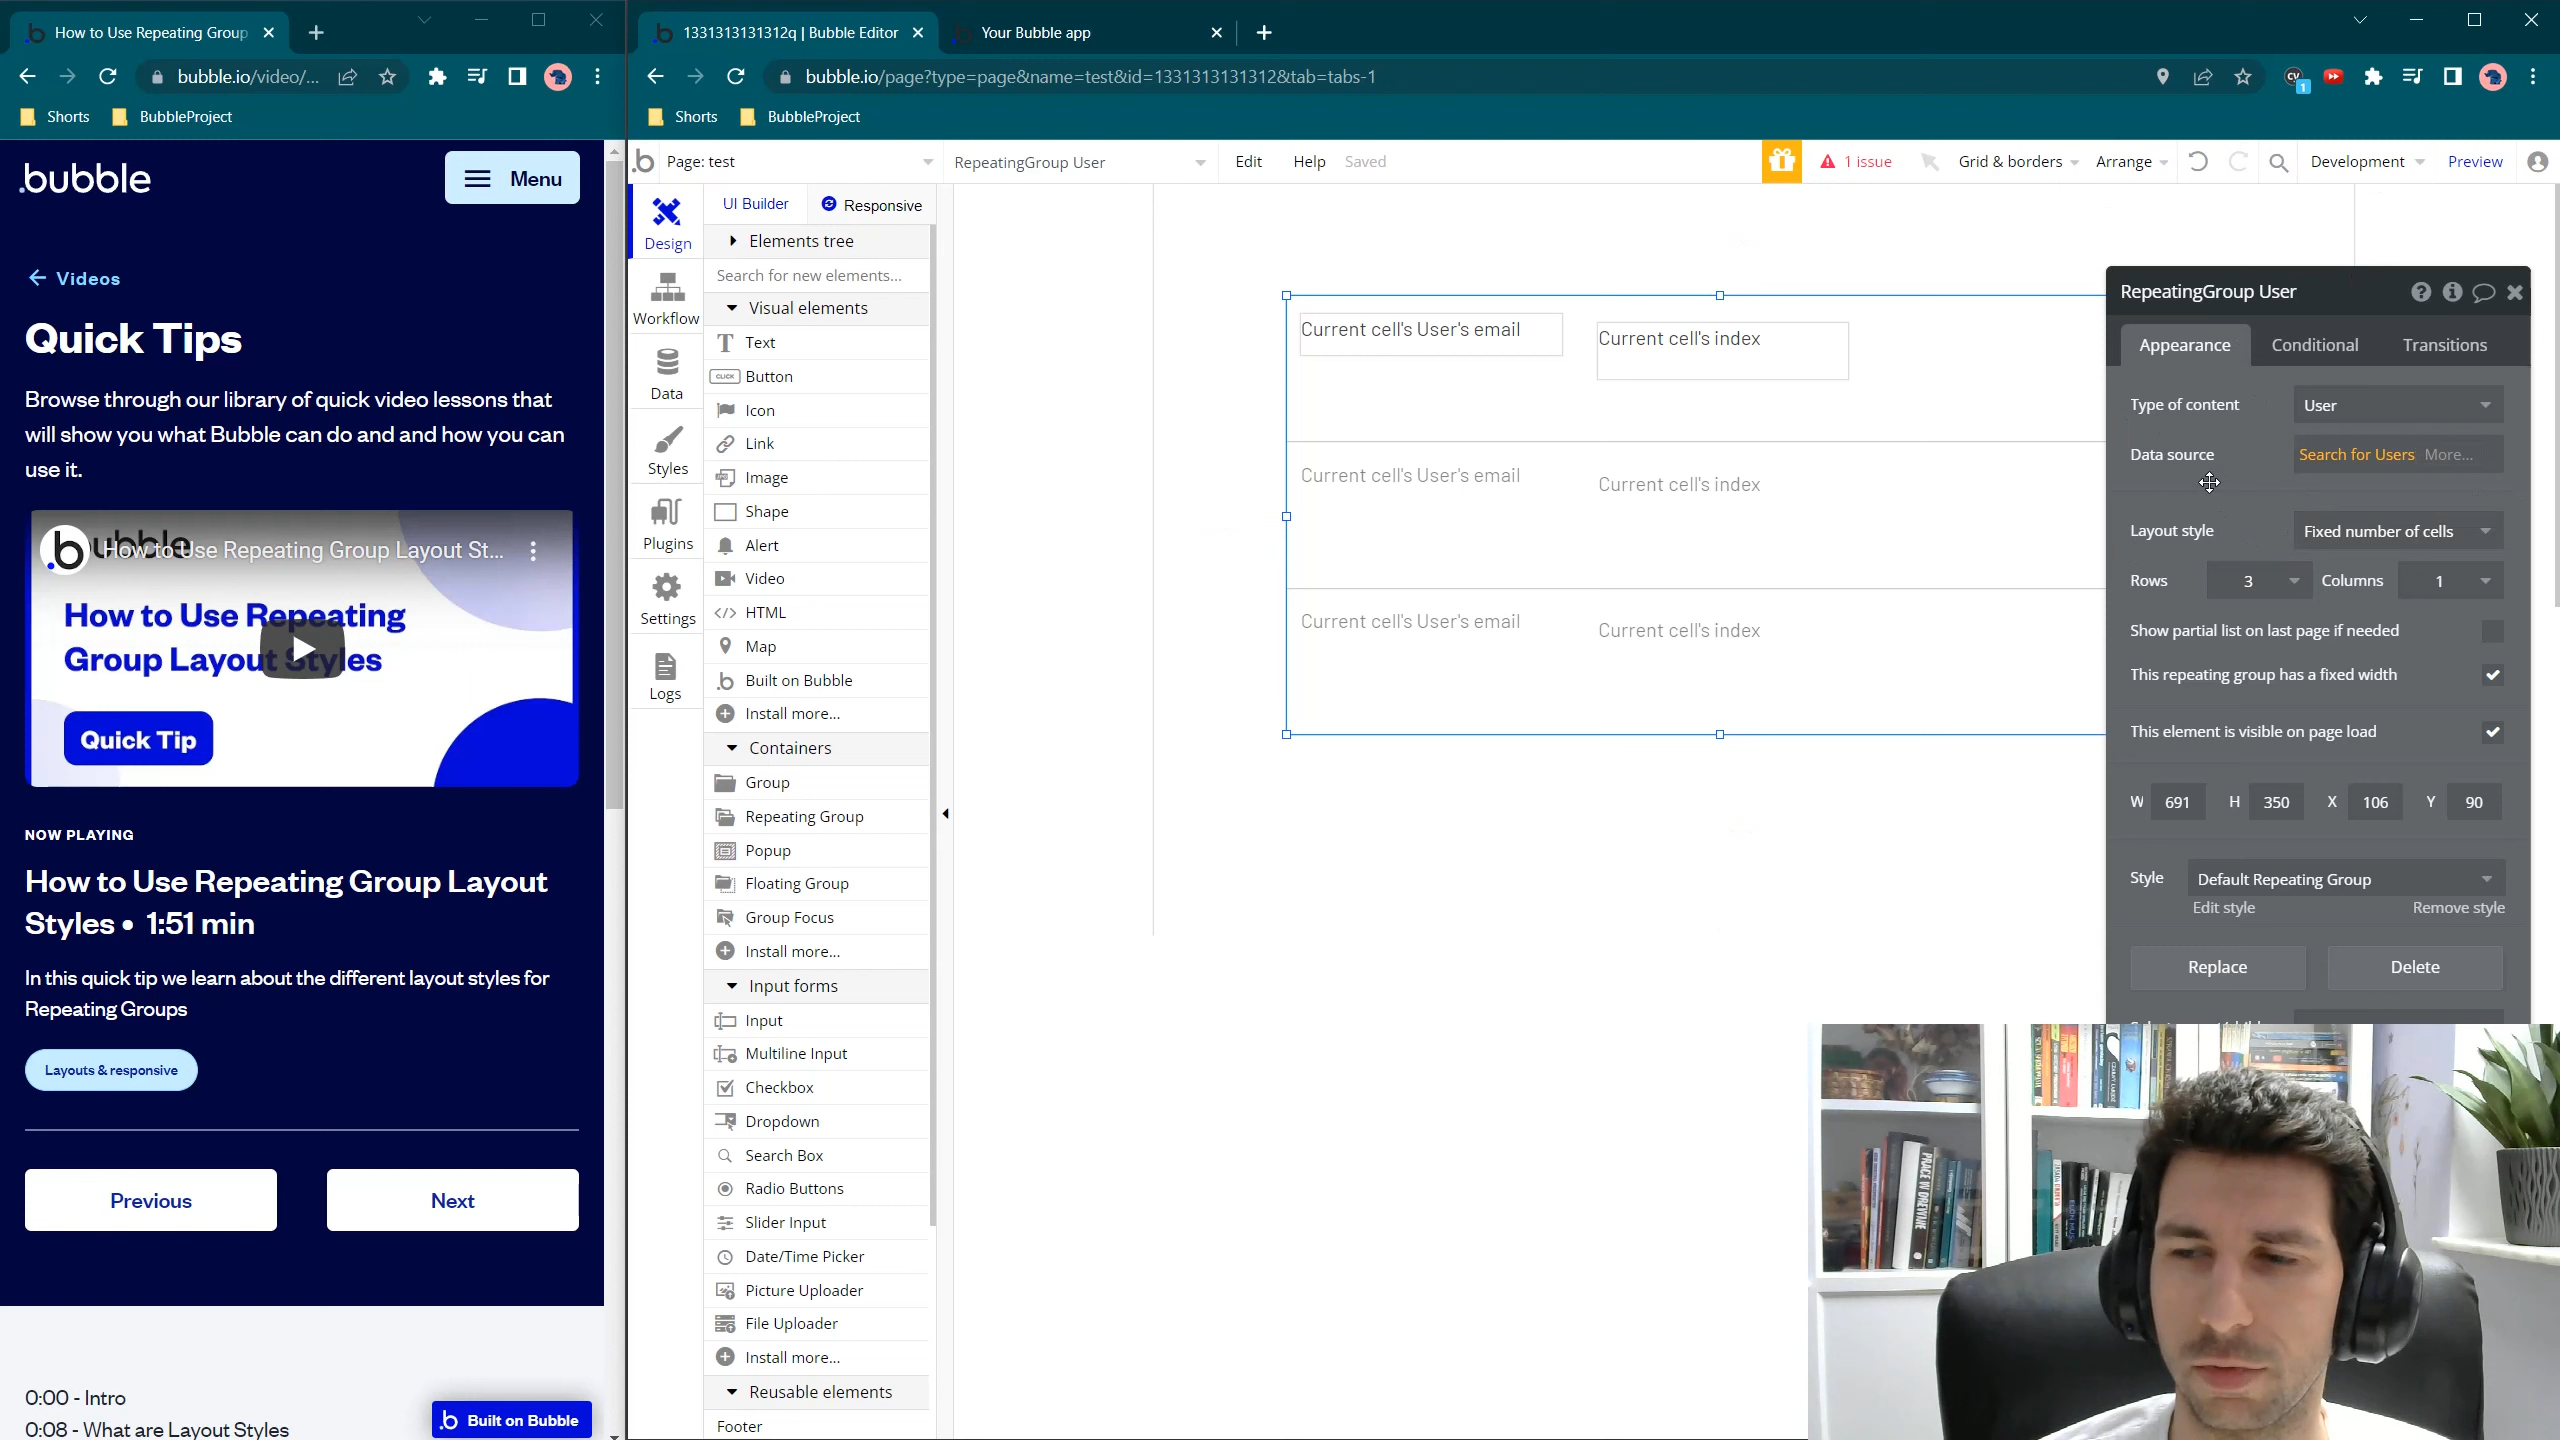 How to Use Repeating Group
1331313131312q | Bubble Editor
Your Bubble app
bubble.io/video/...
bubble.io/page?type=page&name=test&id=1331313131312&tab=tabs-1
Shorts
BubbleProject
Shorts
BubbleProject
.bubble
Menu
Videos
Quick Tips
Browse through our library of quick video lessons that
will show you what Bubble can do and and how you can
use it.
How to Use Repeating Group Layout St...
How to Use Repeating
Group Layout Styles
Quick Tip
NOW PLAYING
How to Use Repeating Group Layout
Styles • 1:51 min
In this quick tip we learn about the different layout styles for
Repeating Groups
Layouts & responsive
Previous
Next
0:00 - Intro
0:08 - What are Layout Styles
Built on Bubble
Page: test
RepeatingGroup User
Edit
Help
Saved
1 issue
Grid & borders
Arrange
Development
Preview
Design
Workflow
Data
Styles
Plugins
Settings
Logs
UI Builder
Responsive
Elements tree
Search for new elements...
Visual elements
Text
CLICK
Button
Icon
Link
Image
Shape
Alert
Video
HTML
Map
Built on Bubble
Install more...
Containers
Group
Repeating Group
Popup
Floating Group
Group Focus
Install more...
Input forms
Input
Multiline Input
Checkbox
Dropdown
Search Box
Radio Buttons
Slider Input
Date/Time Picker
Picture Uploader
File Uploader
Install more...
Reusable elements
Footer
Current cell's User's email
Current cell's index
Current cell's User's email
Current cell's index
Current cell's User's email
Current cell's index
RepeatingGroup User
Appearance
Conditional
Transitions
Type of content
User
Data source
Search for Users
More...
Layout style
Fixed number of cells
Rows
3
Columns
1
Show partial list on last page if needed
This repeating group has a fixed width
This element is visible on page load
W 691 H 350 X 106 Y 90
Style
Default Repeating Group
Edit style
Remove style
Replace
Delete